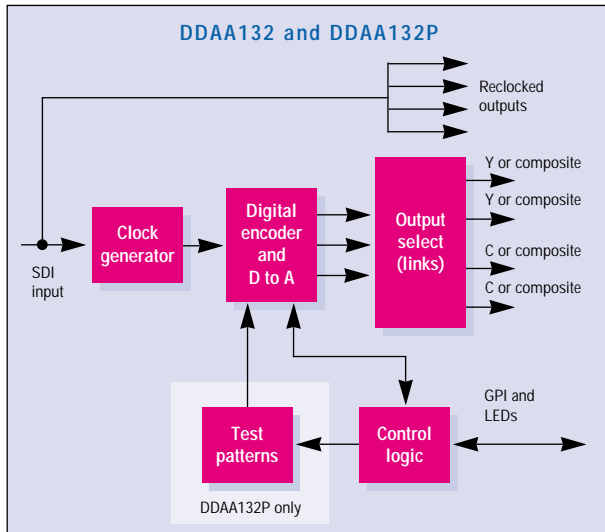 DDAA132 and DDAA132P
Reclocked
outputs
Y or composite
Y or composite
C or composite
C or composite
SDI
input
Clock
generator
Digital
encoder
and
D to A
Output
select
(links)
Test
patterns
DDAA132P only
Control
logic
GPI and
LEDs